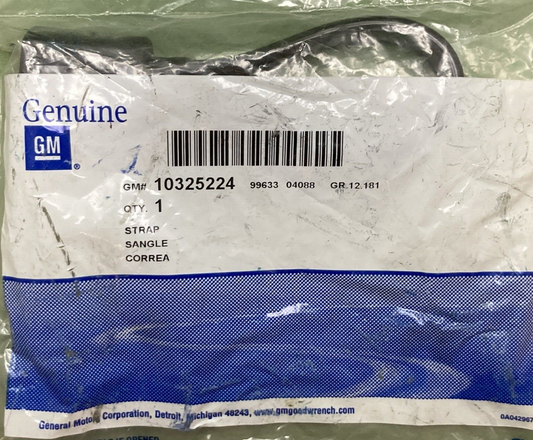 Genuine
GM ®
GM# 10325224 99633 04088 GR.12.181
QTY. 1
STRAP
SANGLE
CORREA
General Motors Corporation, Detroit, Michigan 48243, www.gmgoodwrench.com
0A04296